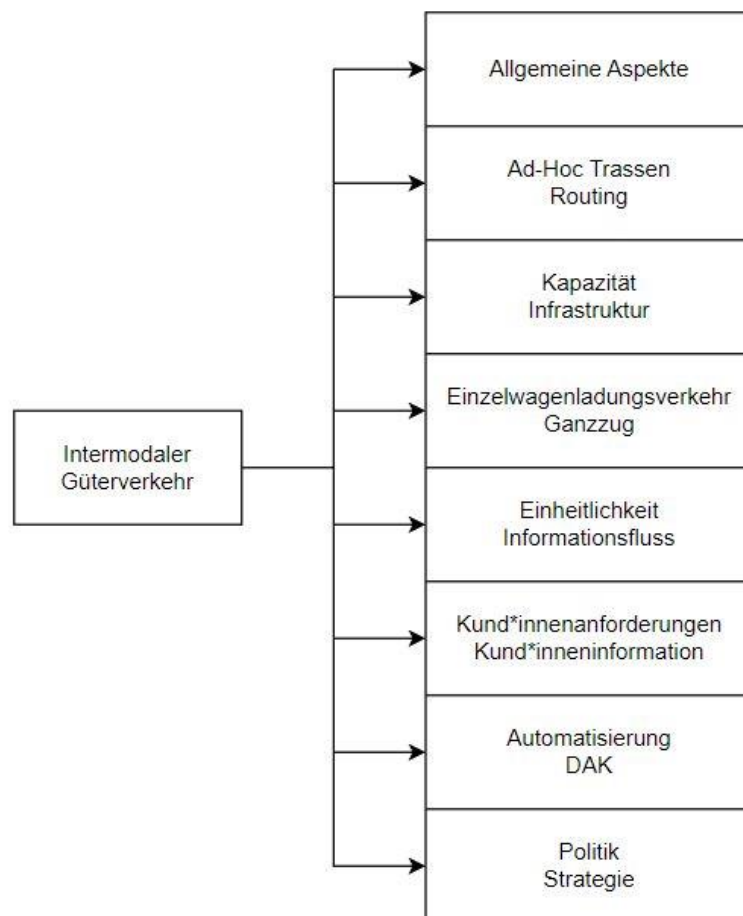 Allgemeine Aspekte
Ad-Hoc Trassen
Routing
Kapazität
Infrastruktur
Einzelwagenladungsverkehr
Ganzzug
Intermodaler
Güterverkehr
Einheitlichkeit
Informationsfluss
Kund*innenanforderungen
Kund*inneninformation
Automatisierung
DAK
Politik
Strategie